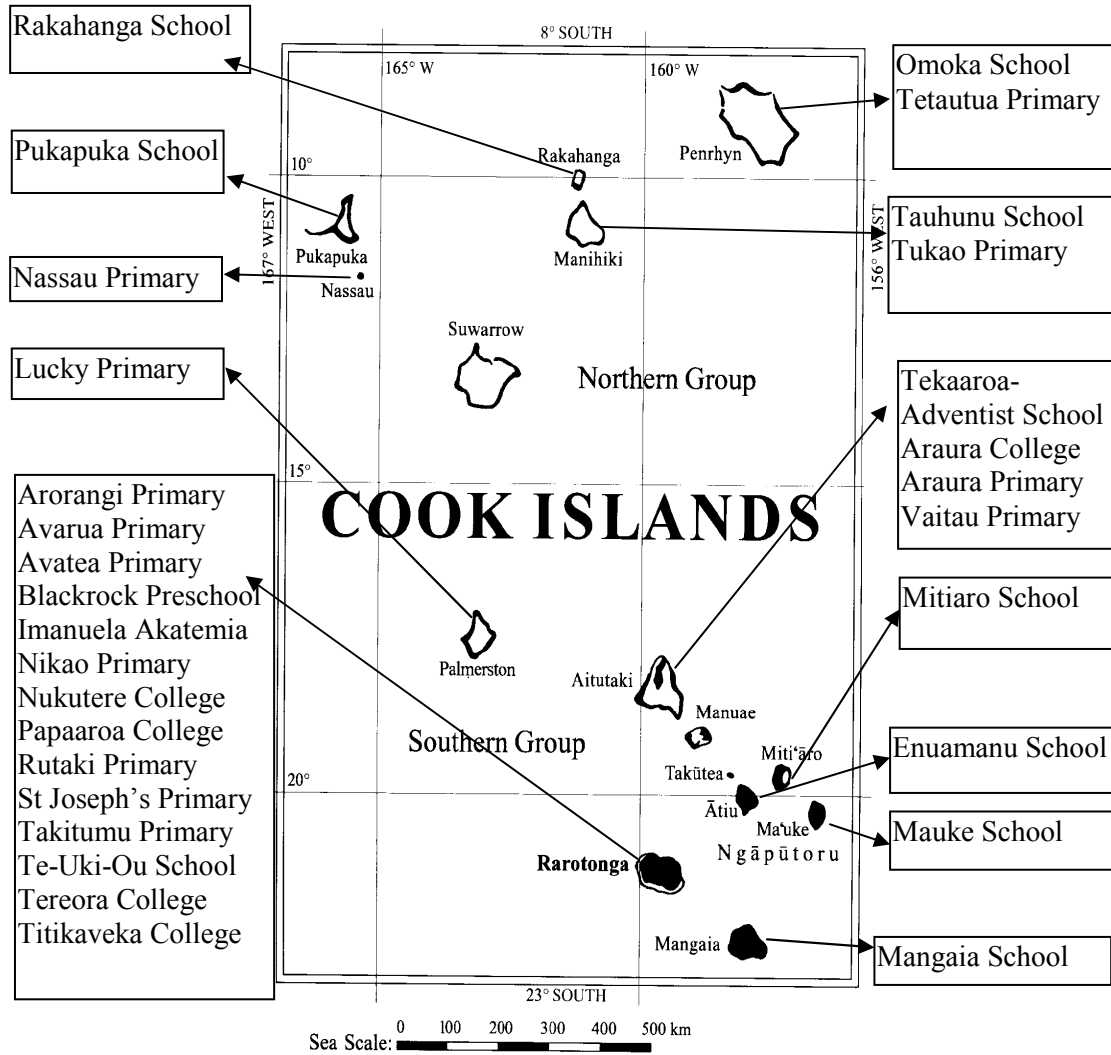 Rakahanga School
8° SOUTH
165° W
160° W
Omoka School
Tetautua Primary
Pukapuka School
10°
Rakahanga
Penrhyn
Tauhunu School
Tukao Primary
167° WEST
156° WEST
Pukapuka
Manihiki
Nassau Primary
Nassau
Suwarrow
Lucky Primary
Northern Group
Tekaaroa-
Adventist School
Araura College
Araura Primary
Vaitau Primary
15°
COOK ISLANDS
Arorangi Primary
Avarua Primary
Avatea Primary
Blackrock Preschool
Imanuela Akatemia
Nikao Primary
Nukutere College
Papaaroa College
Rutaki Primary
St Joseph's Primary
Takitumu Primary
Te-Uki-Ou School
Tereora College
Titikaveka College
Mitiaro School
Palmerston
Aitutaki
Manuae
Southern Group
Miti'āro
Enuamanu School
Takūtea
20°
Ātiu
Ma'uke
Mauke School
Ngāpūtoru
Rarotonga
Mangaia
Mangaia School
23° SOUTH
Sea Scale: 0 100 200 300 400 500 km